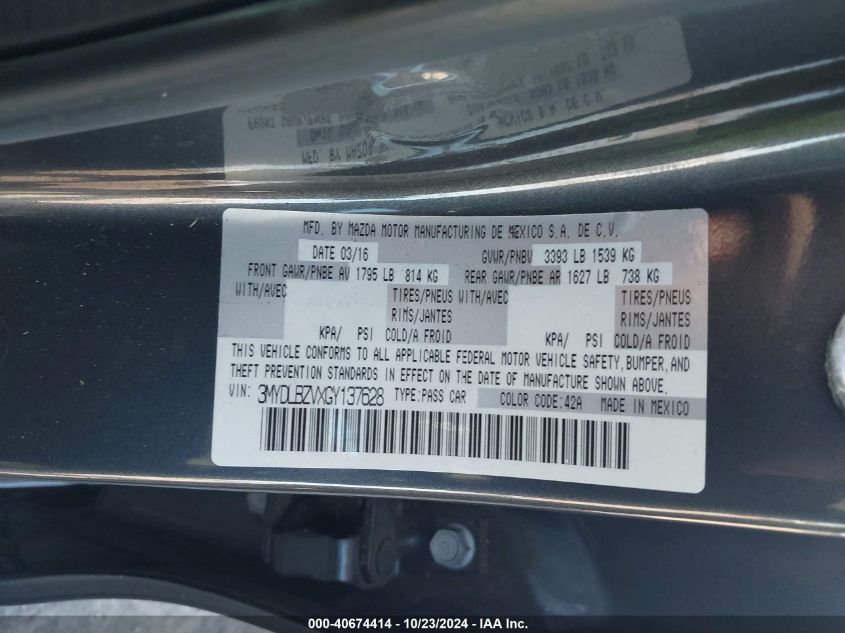 MFD. BY MAZDA MOTOR MANUFACTURING DE MEXICO S.A. DE C.V.
DATE 03/16 GVWR/PNBV 3393 LB 1539 KG
FRONT GAWR/PNBE AV 1795 LB 814 KG REAR GAWR/PNBE AR 1627 LB 738 KG
WITH/AVEC TIRES/PNEUS WITH/AVEC TIRES/PNEUS
RIMS/JANTES RIMS/JANTES
KPA/ PSI COLD/A FROID KPA/ PSI COLD/A FROID
THIS VEHICLE CONFORMS TO ALL APPLICABLE FEDERAL MOTOR VEHICLE SAFETY, BUMPER, AND
THEFT PREVENTION STANDARDS IN EFFECT ON THE DATE OF MANUFACTURE SHOWN ABOVE.
VIN: 3MYDLBZVXGY137628 TYPE:PASS CAR COLOR CODE:42A MADE IN MEXICO
000-40674414 - 10/23/2024 - IAA Inc.